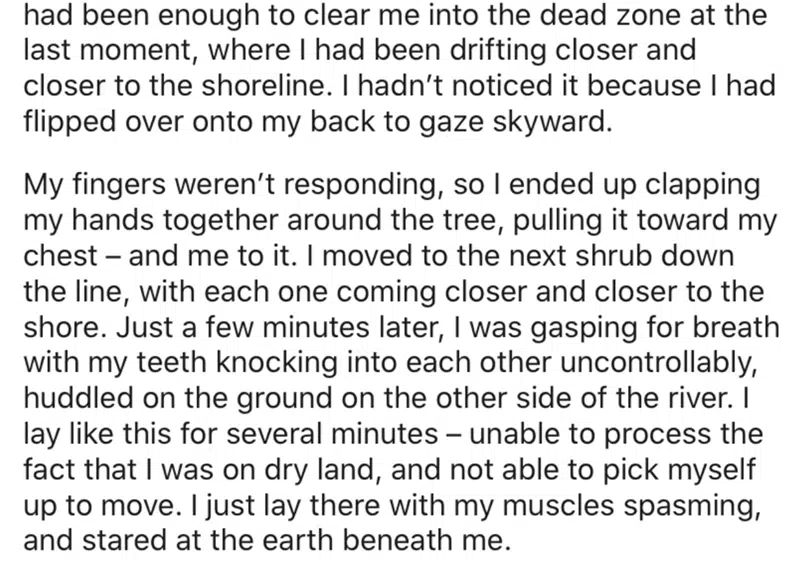 had been enough to clear me into the dead zone at the
last moment, where I had been drifting closer and
closer to the shoreline. I hadn’t noticed it because I had
flipped over onto my back to gaze skyward.
My fingers weren’t responding, so I ended up clapping
my hands together around the tree, pulling it toward my
chest – and me to it. I moved to the next shrub down
the line, with each one coming closer and closer to the
shore. Just a few minutes later, I was gasping for breath
with my teeth knocking into each other uncontrollably,
huddled on the ground on the other side of the river. I
lay like this for several minutes – unable to process the
fact that I was on dry land, and not able to pick myself
up to move. I just lay there with my muscles spasming,
and stared at the earth beneath me.